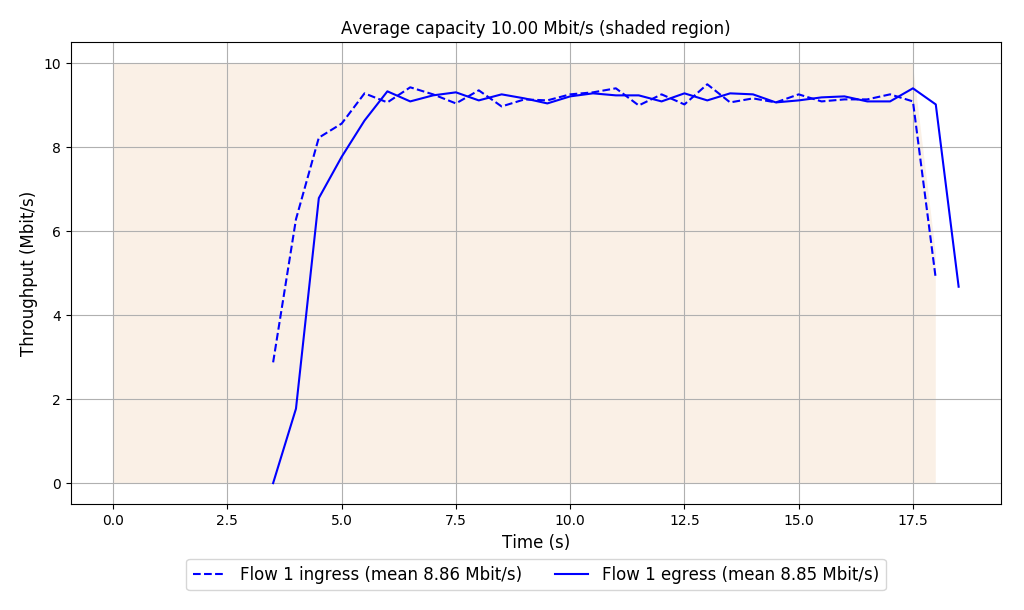 Average capacity 10.00 Mbit/s (shaded region)
10
8
6
4
2
0
Throughput (Mbit/s)
0.0 2.5 5.0 7.5 10.0 12.5 15.0 17.5
Time (s)
Flow 1 ingress (mean 8.86 Mbit/s) Flow 1 egress (mean 8.85 Mbit/s)